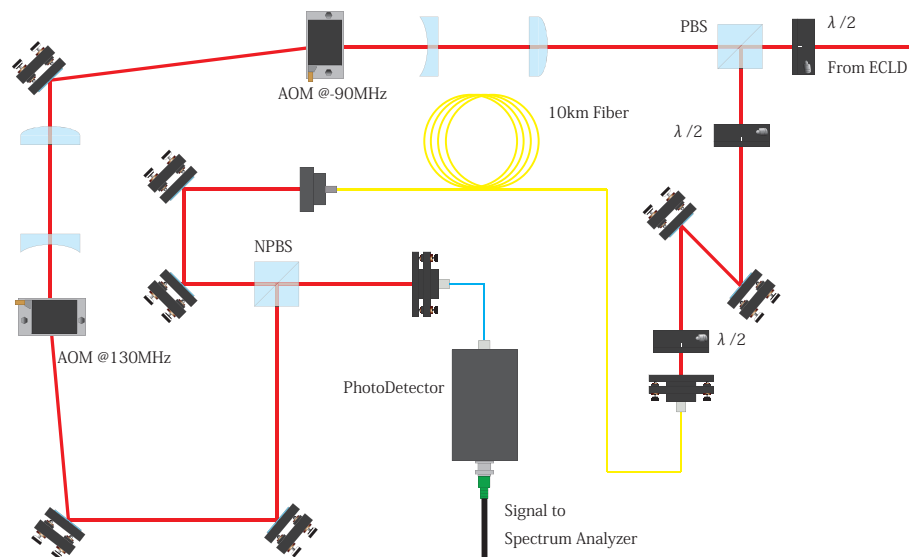 PBS
λ/2
From ECLD
AOM @-90MHz
10km Fiber
λ/2
NPBS
AOM @130MHz
λ/2
PhotoDetector
Signal to
Spectrum Analyzer